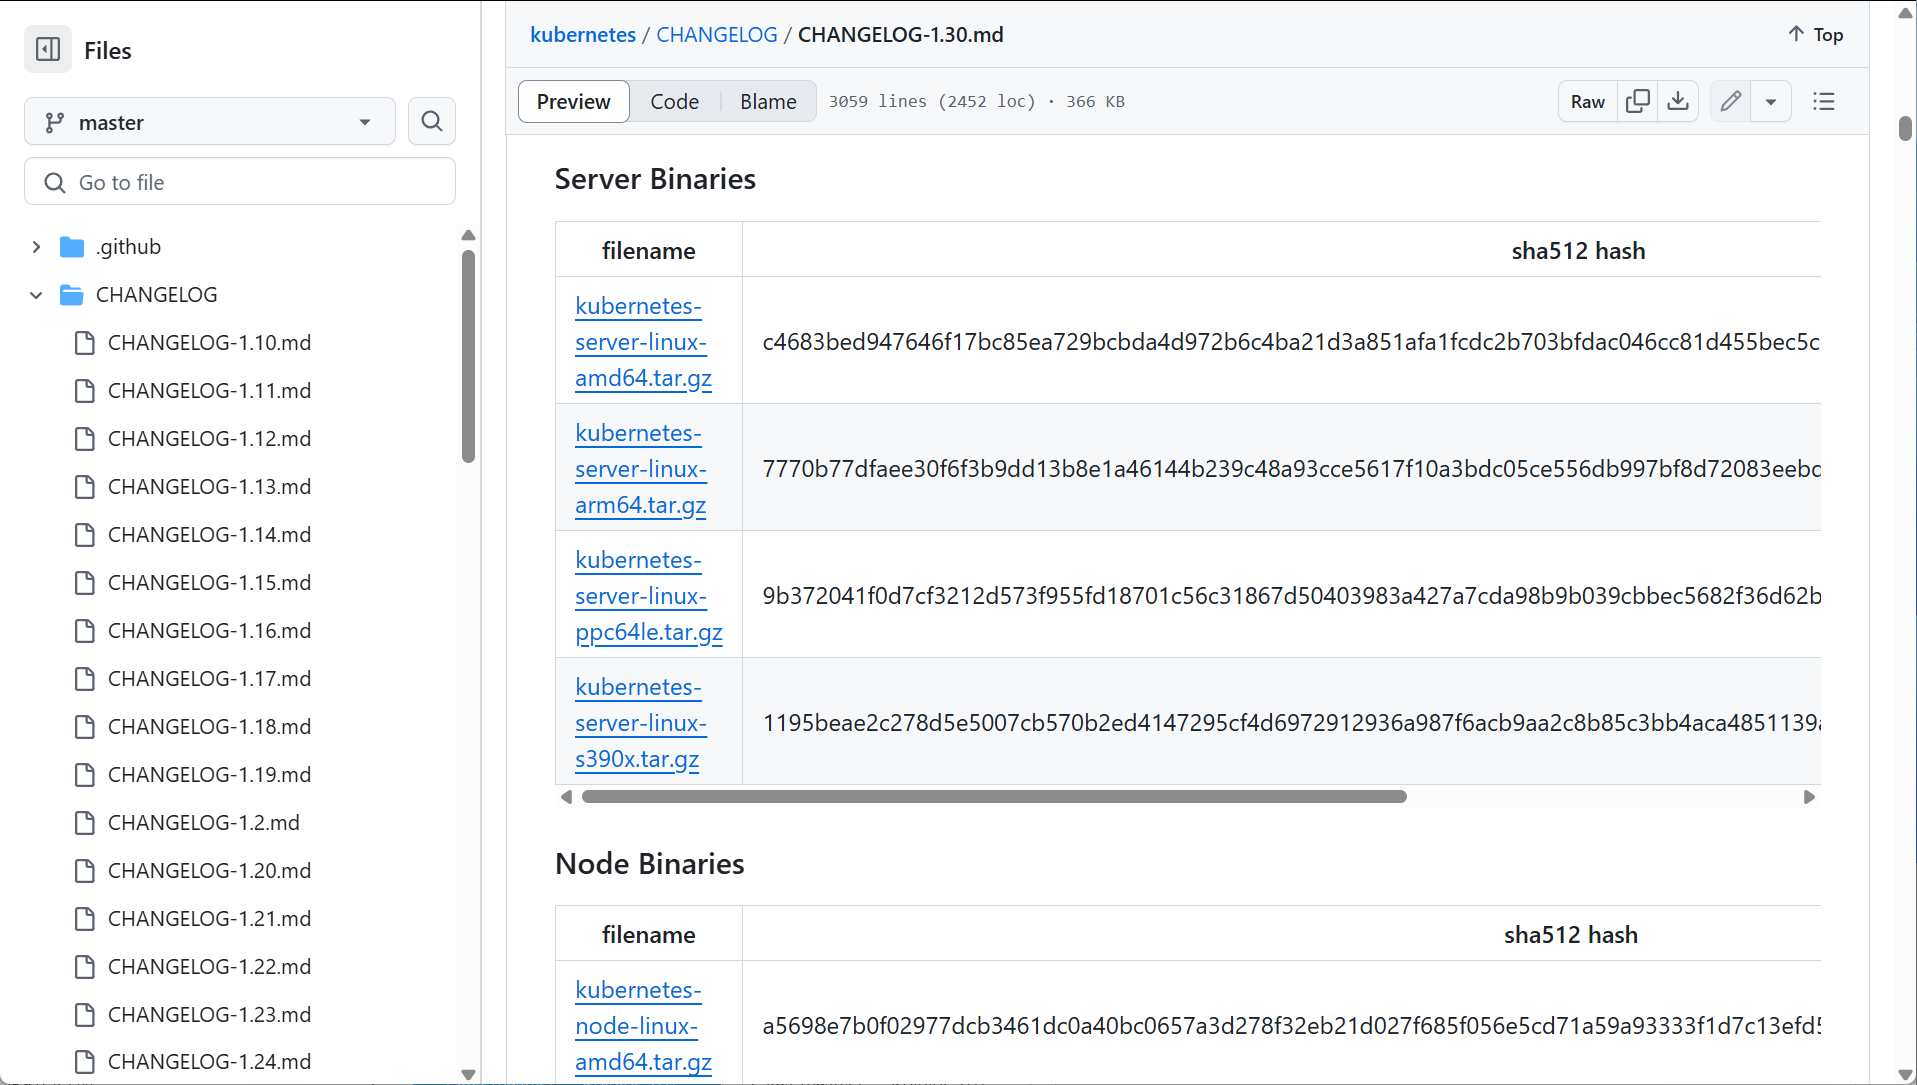 Files
master
Go to file
.github
CHANGELOG
CHANGELOG-1.10.md
CHANGELOG-1.11.md
CHANGELOG-1.12.md
CHANGELOG-1.13.md
CHANGELOG-1.14.md
CHANGELOG-1.15.md
CHANGELOG-1.16.md
CHANGELOG-1.17.md
CHANGELOG-1.18.md
CHANGELOG-1.19.md
CHANGELOG-1.2.md
CHANGELOG-1.20.md
CHANGELOG-1.21.md
CHANGELOG-1.22.md
CHANGELOG-1.23.md
CHANGELOG-1.24.md
kubernetes / CHANGELOG / CHANGELOG-1.30.md
Top
Preview Code Blame 3059 lines (2452 loc) · 366 KB
Raw
Server Binaries
filename sha512 hash
kubernetes-
server-linux-
amd64.tar.gz
c4683bed947646f17bc85ea729bcbda4d972b6c4ba21d3a851afa1fcdc2b703bfdac046cc81d455bec5c
kubernetes-
server-linux-
arm64.tar.gz
7770b77dfaee30f6f3b9dd13b8e1a46144b239c48a93cce5617f10a3bdc05ce556db997bf8d72083eebc
kubernetes-
server-linux-
ppc64le.tar.gz
9b372041f0d7cf3212d573f955fd18701c56c31867d50403983a427a7cda98b9b039cbbec5682f36d62b
kubernetes-
server-linux-
s390x.tar.gz
1195beae2c278d5e5007cb570b2ed4147295cf4d6972912936a987f6acb9aa2c8b85c3bb4aca4851139a
Node Binaries
filename sha512 hash
kubernetes-
node-linux-
amd64.tar.gz
a5698e7b0f02977dcb3461dc0a40bc0657a3d278f32eb21d027f685f056e5cd71a59a93333f1d7c13efd5